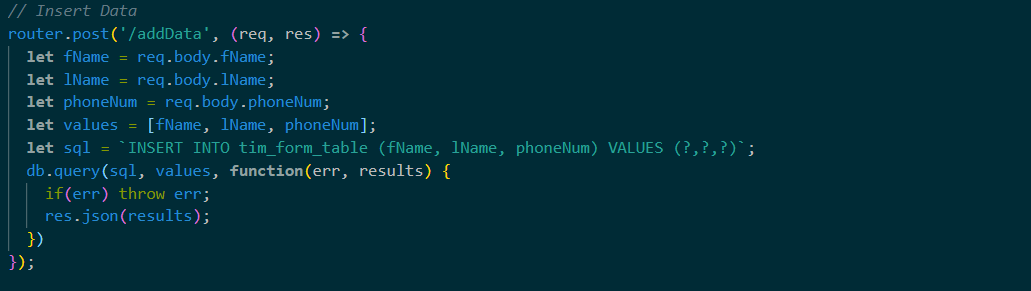 // Insert Data
router.post('/addData', (req, res) => {
  let fName = req.body.fName;
  let lName = req.body.lName;
  let phoneNum = req.body.phoneNum;
  let values = [fName, lName, phoneNum];
  let sql = `INSERT INTO tim_form_table (fName, lName, phoneNum) VALUES (?,?,?)`;
  db.query(sql, values, function(err, results) {
    if(err) throw err;
    res.json(results);
  })
});